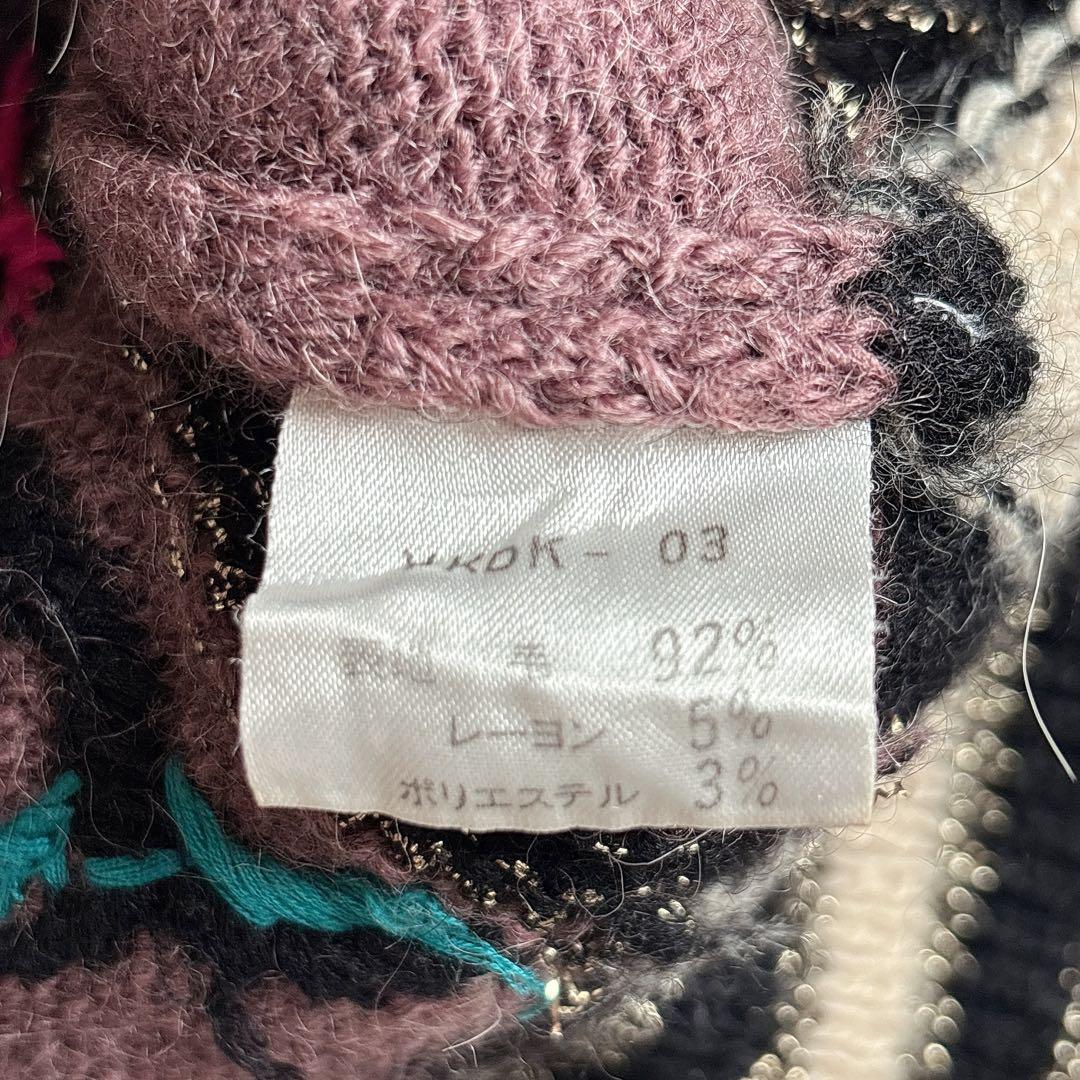 03
毛 92%
レーヨン 5%
ポリエステル 3%